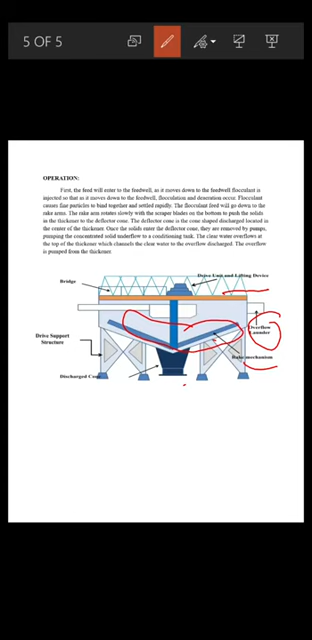 5 OF 5
OPERATION:
First, the feed will enter to the feedwell, as it moves down to the feedwell flocculant is
injected so that as it moves down to the feedwell, flocculation and deaeration occur. Flocculant
causes fine particles to bind together and settled rapidly. The flocculant feed will go down to the
rake arms. The rake arm rotates slowly with the scraper blades on the bottom to push the solids
in the thickener to the deflector cone. The deflector cone is the cone shaped discharged located in the
center of the thickener. Once the solids enter the deflector cone, they are removed by pumps,
pumping the concentrated solid underflow to a conditioning tank. The clear water overflows at
the top of the thickener which channels the clear water to the overflow discharged. The overflow
is pumped from the thickener.
Drive Unit and Lifting Device
Bridge
Overflow
Launder
Drive Support
Structure
Rake mechanism
Discharged Cone